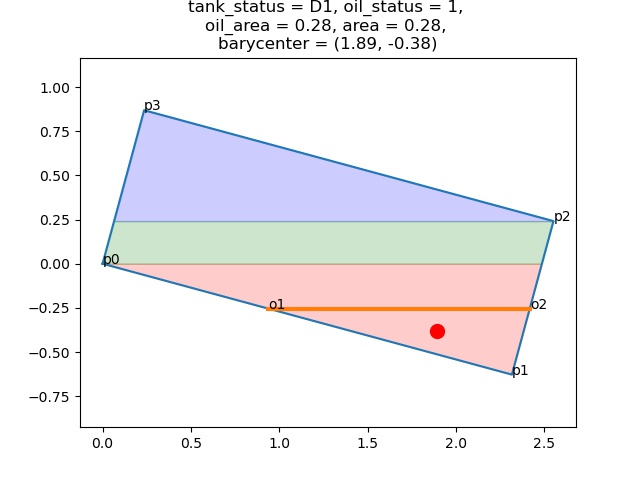 tank_status = D1, oil_status = 1,
oil_area = 0.28, area = 0.28,
barycenter = (1.89, -0.38)
1.00
0.75
0.50
0.25
0.00
−0.25
−0.50
−0.75
p3
p2
p0
o1
o2
p1
0.0 0.5 1.0 1.5 2.0 2.5